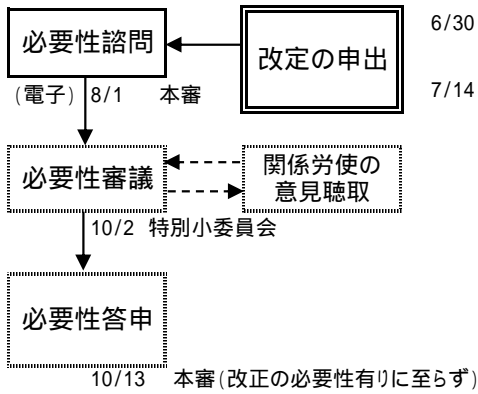 必要性諮問
改定の申出
6/30
7/14
(電子) 8/1 本審
必要性審議
関係労使の
意見聴取
10/2 特別小委員会
必要性答申
10/13 本審(改正の必要性有りに至らず)